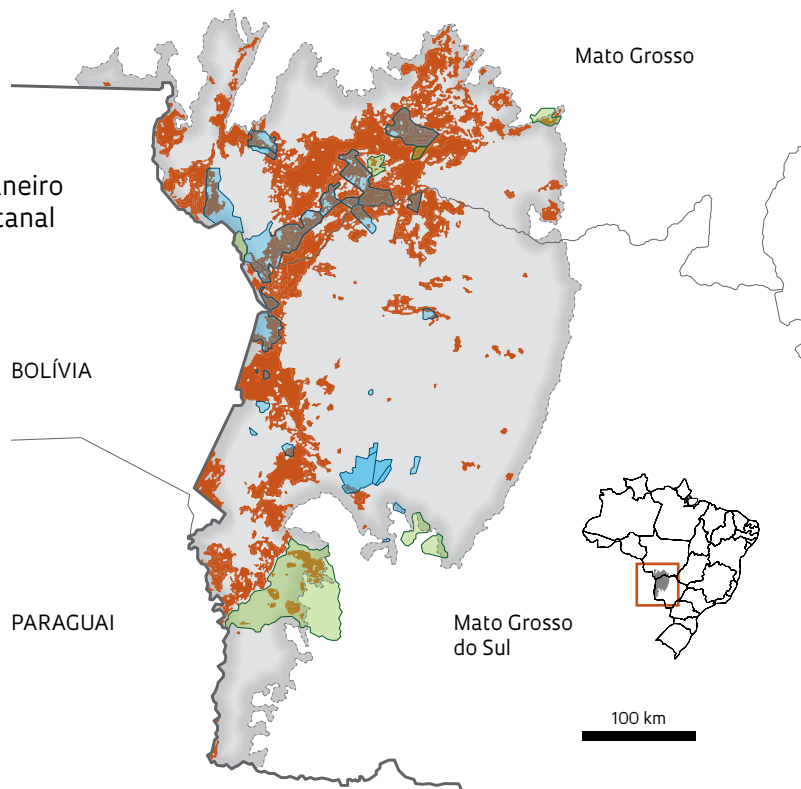 Mato Grosso
aneiro
tanal
BOLÍVIA
PARAGUAI
Mato Grosso
do Sul
100 km